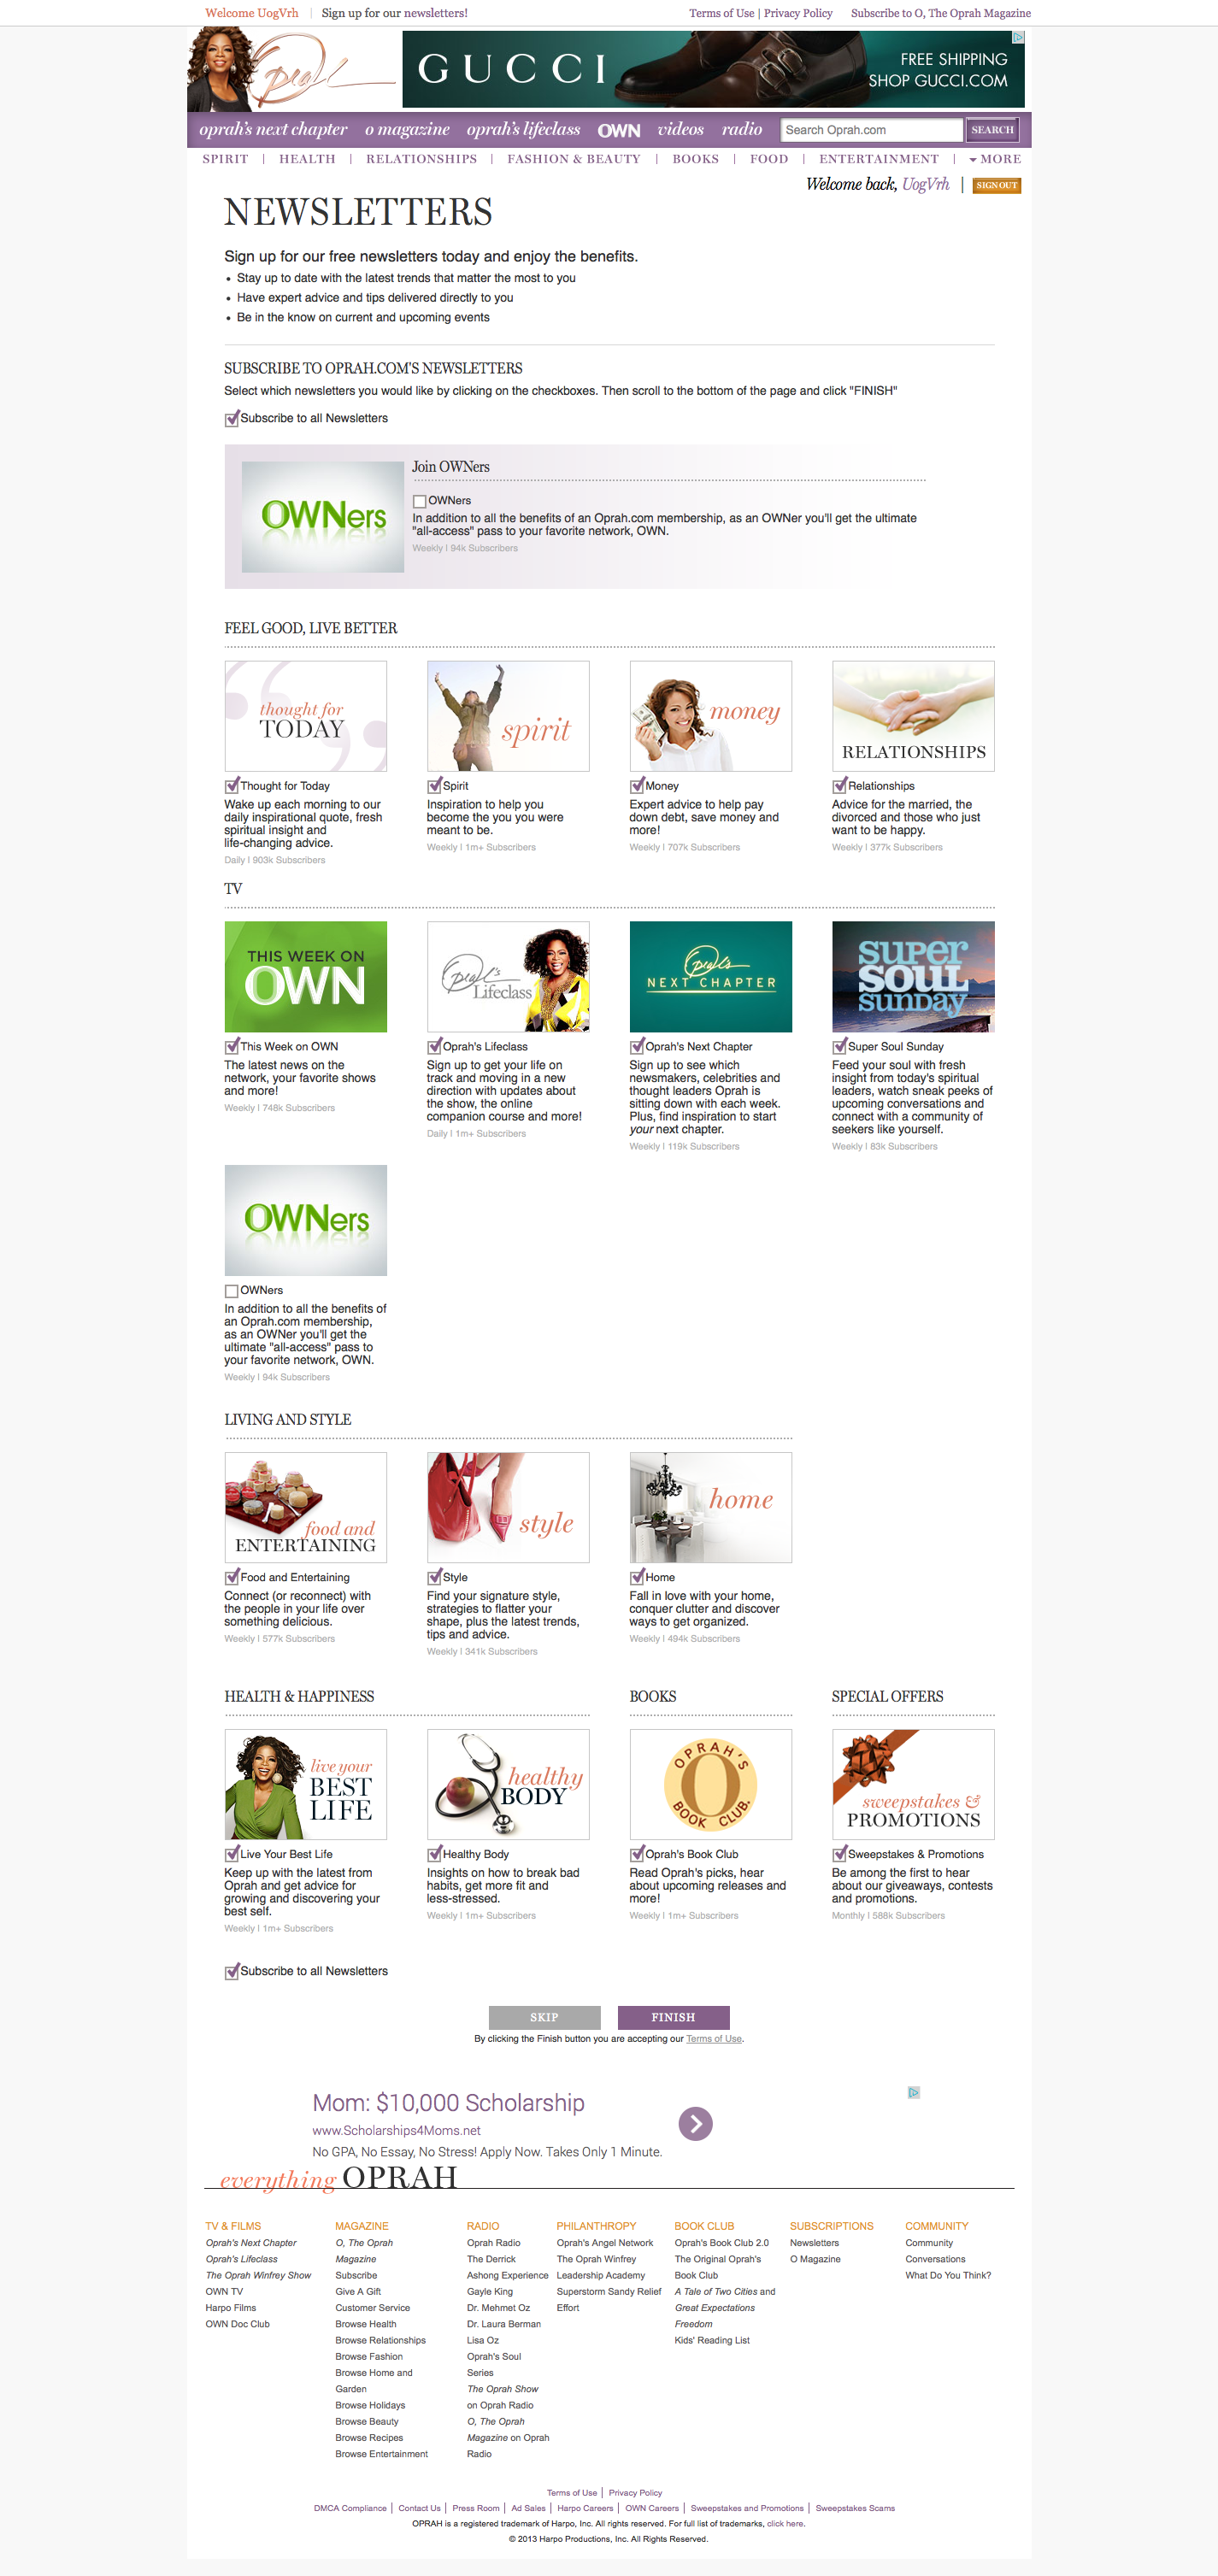 Welcome UogVrh | Sign up for our newsletters! Terms of Use | Privacy Policy Subscribe to O, The Oprah Magazine
Oprah
GUCCI
FREE SHIPPING
SHOP GUCCI.COM
oprah's next chapter o magazine oprah's lifeclass OWN videos radio Search Oprah.com SEARCH
SPIRIT | HEALTH | RELATIONSHIPS | FASHION & BEAUTY | BOOKS | FOOD | ENTERTAINMENT | MORE
Welcome back, UogVrh | SIGN OUT
NEWSLETTERS
Sign up for our free newsletters today and enjoy the benefits.
• Stay up to date with the latest trends that matter the most to you
• Have expert advice and tips delivered directly to you
• Be in the know on current and upcoming events
SUBSCRIBE TO OPRAH.COM'S NEWSLETTERS
Select which newsletters you would like by clicking on the checkboxes. Then scroll to the bottom of the page and click "FINISH"
Subscribe to all Newsletters
OWNers
Join OWNers
OWNers
In addition to all the benefits of an Oprah.com membership, as an OWNer you'll get the ultimate
"all-access" pass to your favorite network, OWN.
Weekly | 94k Subscribers
FEEL GOOD, LIVE BETTER
thought for
TODAY
Thought for Today
Wake up each morning to our
daily inspirational quote, fresh
spiritual insight and
life-changing advice.
Daily | 903k Subscribers
spirit
Spirit
Inspiration to help you
become the you you were
meant to be.
Weekly | 1m+ Subscribers
money
Money
Expert advice to help pay
down debt, save money and
more!
Weekly | 707k Subscribers
RELATIONSHIPS
Relationships
Advice for the married, the
divorced and those who just
want to be happy.
Weekly | 377k Subscribers
TV
THIS WEEK ON
OWN
This Week on OWN
The latest news on the
network, your favorite shows
and more!
Weekly | 748k Subscribers
Oprah's
Lifeclass
Oprah's Lifeclass
Sign up to get your life on
track and moving in a new
direction with updates about
the show, the online
companion course and more!
Daily | 1m+ Subscribers
Oprah's
NEXT CHAPTER
Oprah's Next Chapter
Sign up to see which
newsmakers, celebrities and
thought leaders Oprah is
sitting down with each week.
Plus, find inspiration to start
your next chapter.
Weekly | 119k Subscribers
SUPER
SOUL
SUNDAY
Super Soul Sunday
Feed your soul with fresh
insight from today's spiritual
leaders, watch sneak peeks of
upcoming conversations and
connect with a community of
seekers like yourself.
Weekly | 83k Subscribers
OWNers
OWNers
In addition to all the benefits of
an Oprah.com membership,
as an OWNer you'll get the
ultimate "all-access" pass to
your favorite network, OWN.
Weekly | 94k Subscribers
LIVING AND STYLE
food and
ENTERTAINING
Food and Entertaining
Connect (or reconnect) with
the people in your life over
something delicious.
Weekly | 577k Subscribers
style
Style
Find your signature style,
strategies to flatter your
shape, plus the latest trends,
tips and advice.
Weekly | 341k Subscribers
home
Home
Fall in love with your home,
conquer clutter and discover
ways to get organized.
Weekly | 494k Subscribers
HEALTH & HAPPINESS
live your
BEST
LIFE
Live Your Best Life
Keep up with the latest from
Oprah and get advice for
growing and discovering your
best self.
Weekly | 1m+ Subscribers
healthy
BODY
Healthy Body
Insights on how to break bad
habits, get more fit and
less-stressed.
Weekly | 1m+ Subscribers
BOOKS
OPRAH'S
O
BOOK CLUB.
Oprah's Book Club
Read Oprah's picks, hear
about upcoming releases and
more!
Weekly | 1m+ Subscribers
SPECIAL OFFERS
sweepstakes &
PROMOTIONS
Sweepstakes & Promotions
Be among the first to hear
about our giveaways, contests
and promotions.
Monthly | 588k Subscribers
Subscribe to all Newsletters
SKIP FINISH
By clicking the Finish button you are accepting our Terms of Use.
Mom: $10,000 Scholarship
www.Scholarships4Moms.net
No GPA, No Essay, No Stress! Apply Now. Takes Only 1 Minute.
everything OPRAH
TV & FILMS
Oprah's Next Chapter
Oprah's Lifeclass
The Oprah Winfrey Show
OWN TV
Harpo Films
OWN Doc Club
MAGAZINE
O, The Oprah
Magazine
Subscribe
Give A Gift
Customer Service
Browse Health
Browse Relationships
Browse Fashion
Browse Home and
Garden
Browse Holidays
Browse Beauty
Browse Recipes
Browse Entertainment
RADIO
Oprah Radio
The Derrick
Ashong Experience
Gayle King
Dr. Mehmet Oz
Dr. Laura Berman
Lisa Oz
Oprah's Soul
Series
The Oprah Show
on Oprah Radio
O, The Oprah
Magazine on Oprah
Radio
PHILANTHROPY
Oprah's Angel Network
The Oprah Winfrey
Leadership Academy
Superstorm Sandy Relief
Effort
BOOK CLUB
Oprah's Book Club 2.0
The Original Oprah's
Book Club
A Tale of Two Cities and
Great Expectations
Freedom
Kids' Reading List
SUBSCRIPTIONS
Newsletters
O Magazine
COMMUNITY
Community
Conversations
What Do You Think?
Terms of Use | Privacy Policy
DMCA Compliance | Contact Us | Press Room | Ad Sales | Harpo Careers | OWN Careers | Sweepstakes and Promotions | Sweepstakes Scams
OPRAH is a registered trademark of Harpo, Inc. All rights reserved. For full list of trademarks, click here.
© 2013 Harpo Productions, Inc. All Rights Reserved.